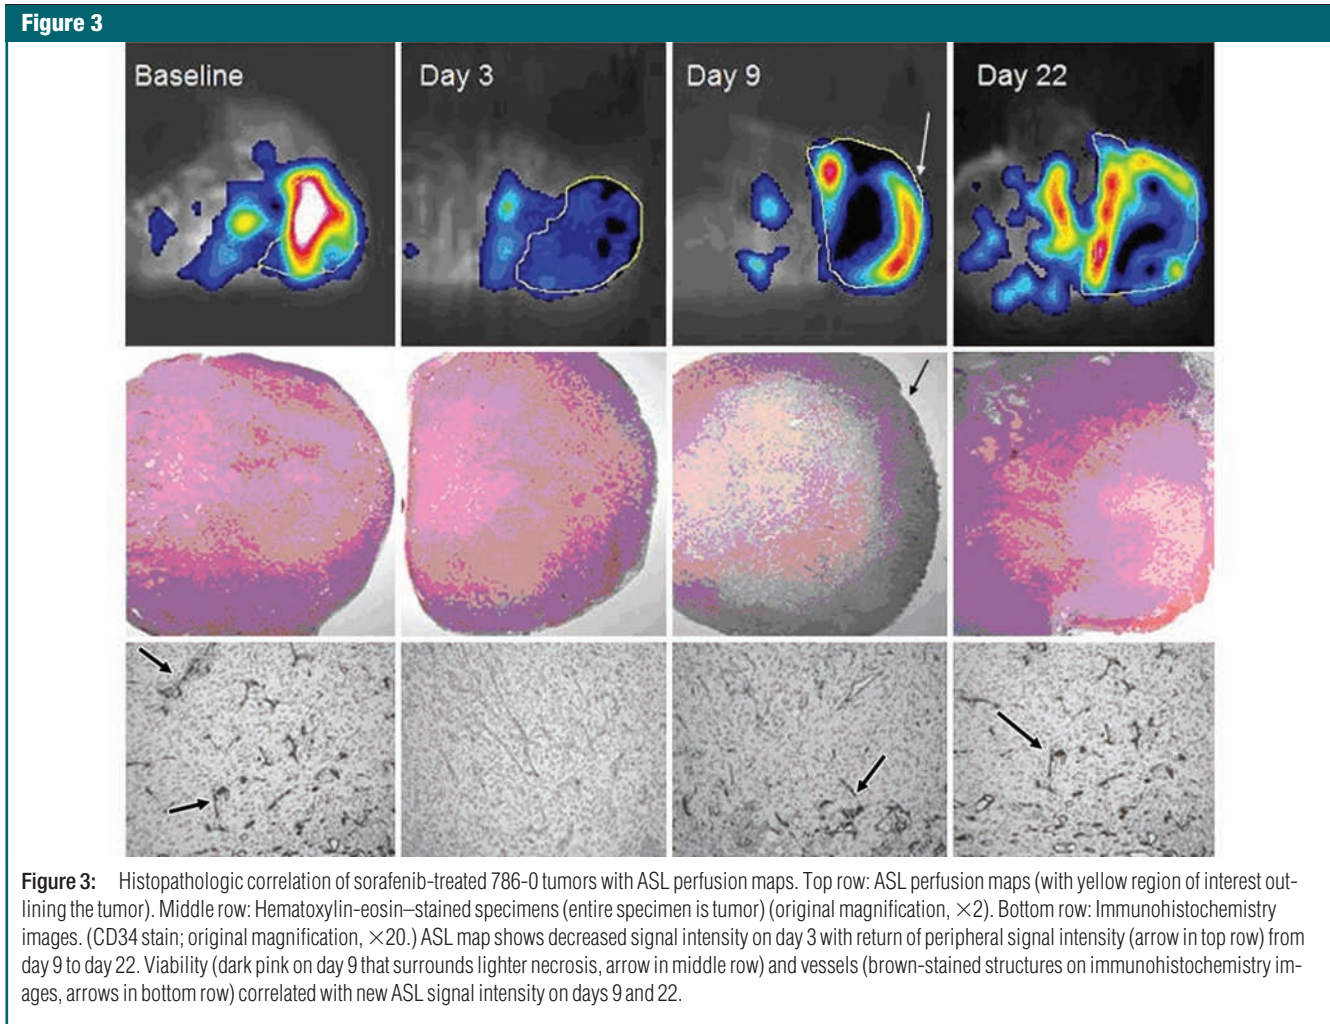 Figure 3
Baseline
Day 3
Day 9
Day 22
Figure 3: Histopathologic correlation of sorafenib-treated 786-0 tumors with ASL perfusion maps. Top row: ASL perfusion maps (with yellow region of interest out-
lining the tumor). Middle row: Hematoxylin-eosin–stained specimens (entire specimen is tumor) (original magnification, ×2). Bottom row: Immunohistochemistry
images. (CD34 stain; original magnification, ×20.) ASL map shows decreased signal intensity on day 3 with return of peripheral signal intensity (arrow in top row) from
day 9 to day 22. Viability (dark pink on day 9 that surrounds lighter necrosis, arrow in middle row) and vessels (brown-stained structures on immunohistochemistry im-
ages, arrows in bottom row) correlated with new ASL signal intensity on days 9 and 22.